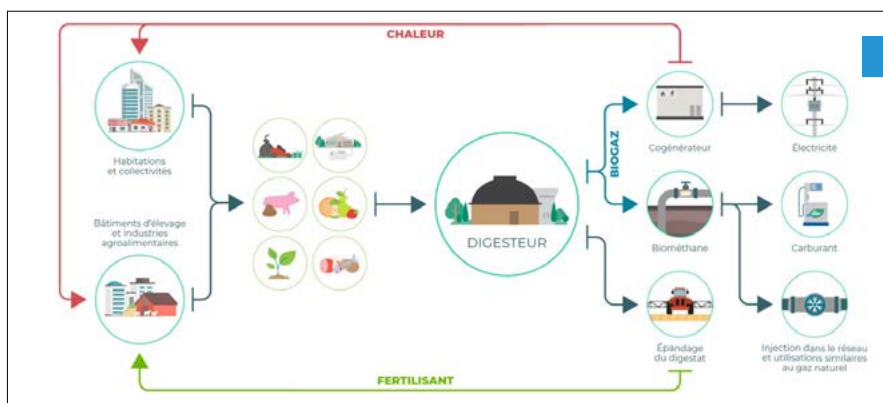 CHALEUR
Habitations
et collectivités
Bâtiments d'élevage
et industries
agroalimentaires
DIGESTEUR
BIOGAZ
Cogénérateur
Électricité
Biométhane
Carburant
Épandage
du digestat
Injection dans le réseau
et utilisations similaires
au gaz naturel
FERTILISANT